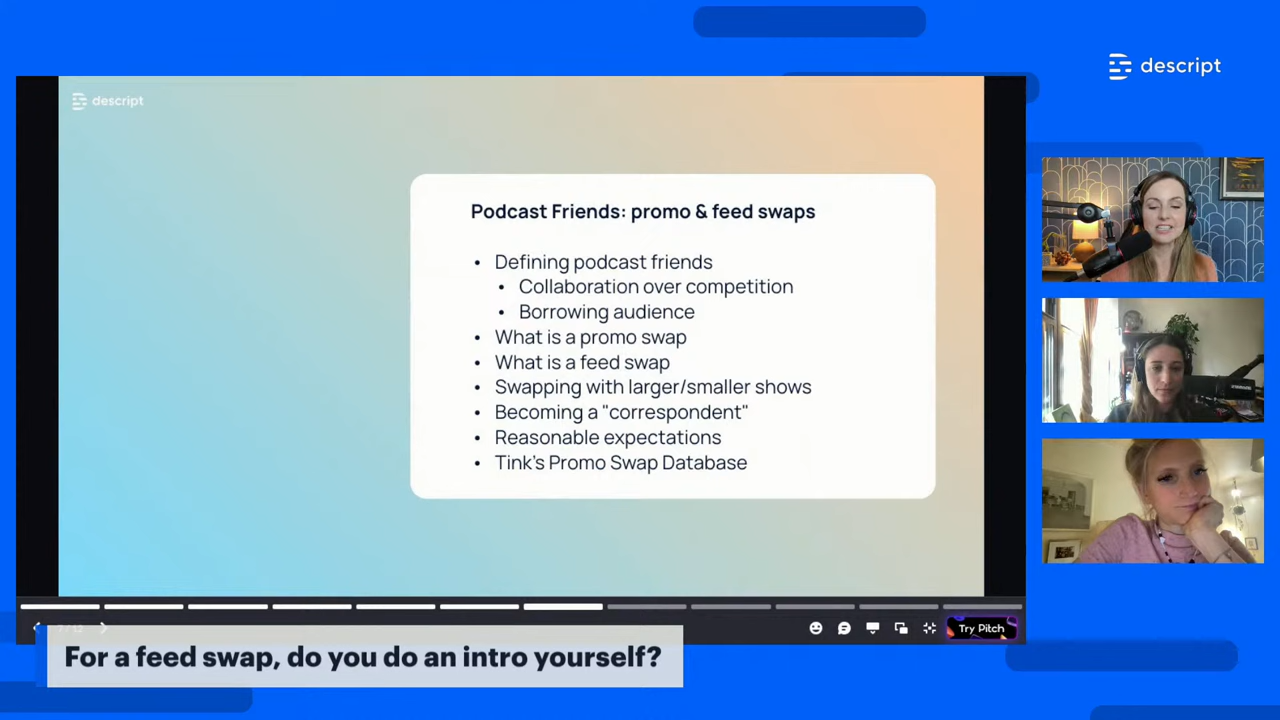 descript
descript
Podcast Friends: promo & feed swaps
• Defining podcast friends
• Collaboration over competition
• Borrowing audience
• What is a promo swap
• What is a feed swap
• Swapping with larger/smaller shows
• Becoming a "correspondent"
• Reasonable expectations
• Tink's Promo Swap Database
Try Pitch
For a feed swap, do you do an intro yourself?